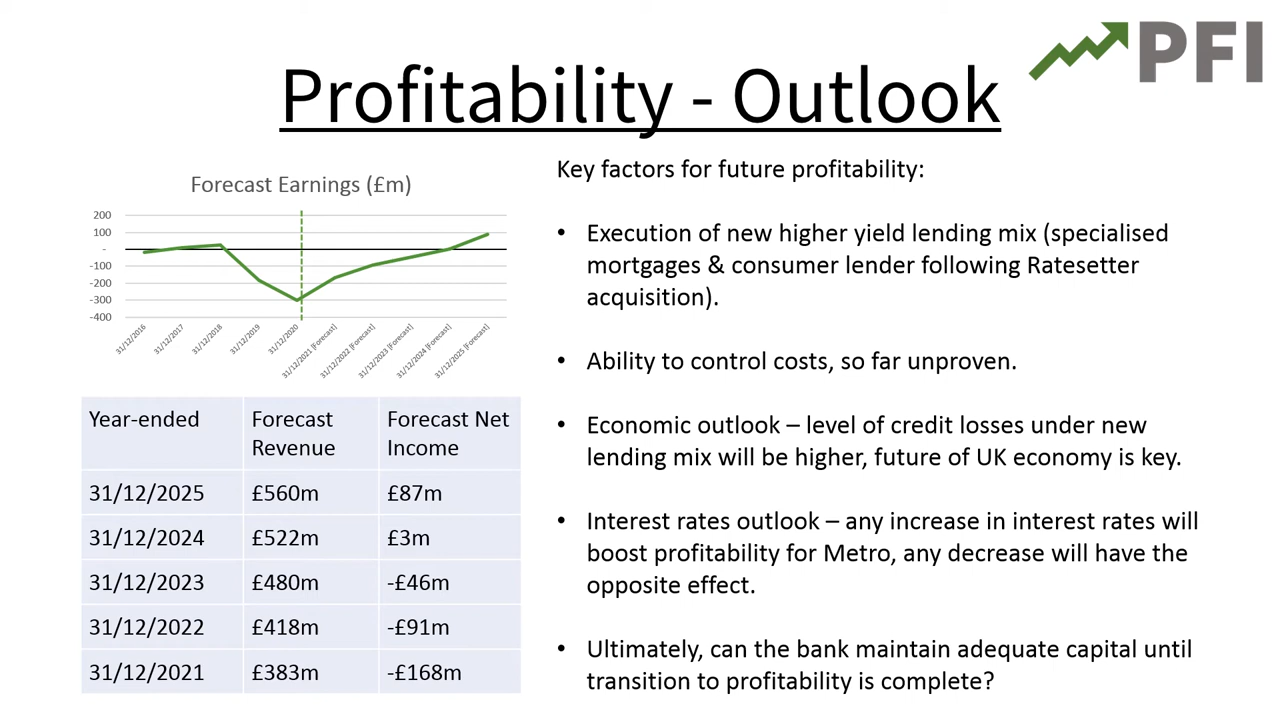 PFI
Profitability - Outlook
Forecast Earnings (£m)
200
100
-
-100
-200
-300
-400
31/12/2016
31/12/2017
31/12/2018
31/12/2019
31/12/2020
31/12/2021 [Forecast]
31/12/2022 [Forecast]
31/12/2023 [Forecast]
31/12/2024 [Forecast]
31/12/2025 [Forecast]
Year-ended Forecast Revenue Forecast Net Income
31/12/2025 £560m £87m
31/12/2024 £522m £3m
31/12/2023 £480m -£46m
31/12/2022 £418m -£91m
31/12/2021 £383m -£168m
Key factors for future profitability:
• Execution of new higher yield lending mix (specialised
mortgages & consumer lender following Ratesetter
acquisition).
• Ability to control costs, so far unproven.
• Economic outlook – level of credit losses under new
lending mix will be higher, future of UK economy is key.
• Interest rates outlook – any increase in interest rates will
boost profitability for Metro, any decrease will have the
opposite effect.
• Ultimately, can the bank maintain adequate capital until
transition to profitability is complete?